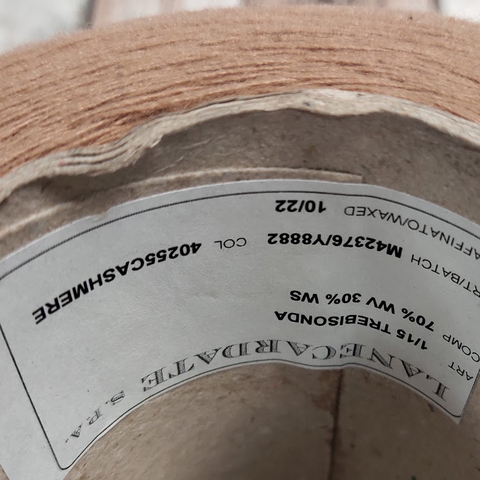 LANECARDATE S.P.A.
ART 1/15 TREBISONDA
COMP 70% WV 30% WS
RT/BATCH M42376/Y8882 COL 40255CASHMERE
AFFINATO/WAXED 10/22